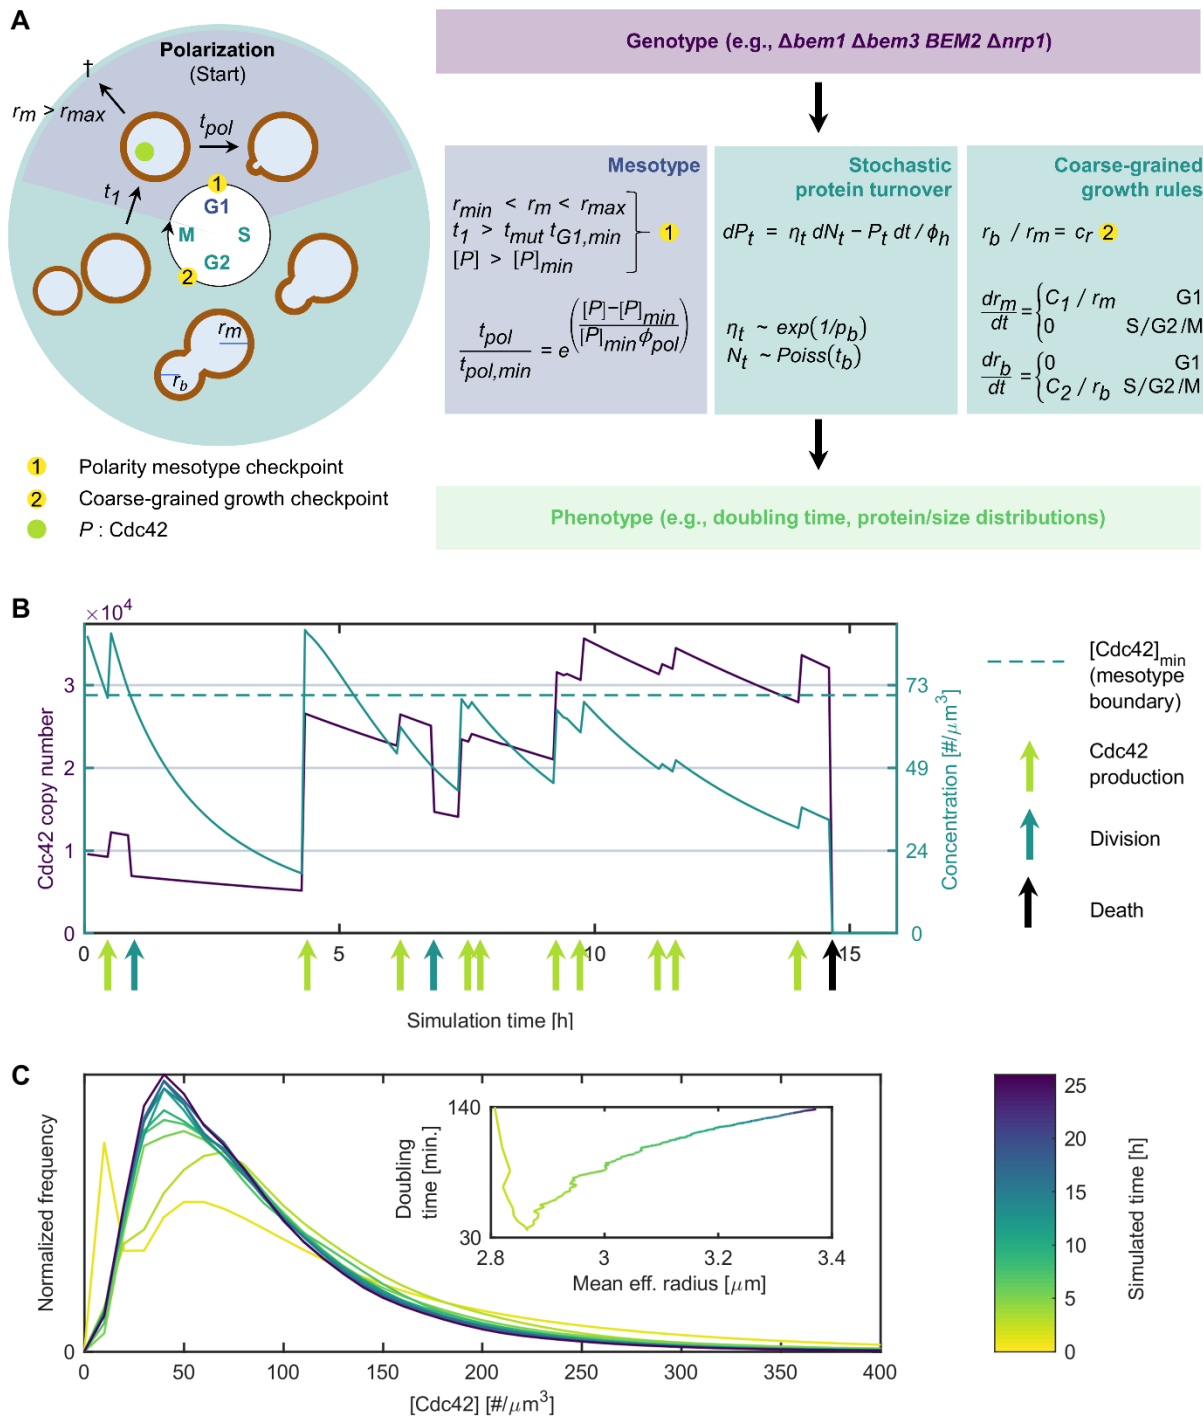 A
Polarization
(Start)
†
r_m > r_max
t_pol
t_1
1
G1
M
S
G2
2
r_m
r_b
1 Polarity mesotype checkpoint
2 Coarse-grained growth checkpoint
P : Cdc42
Genotype (e.g., Δbem1 Δbem3 BEM2 Δnrp1)
Mesotype
r_min < r_m < r_max
t_1 > t_mut t_G1,min
[P] > [P]_min
1
t_pol / t_pol,min = e^(([P]−[P]_min) / ([P]_min ϕ_pol))
Stochastic
protein turnover
dP_t = η_t dN_t − P_t dt / ϕ_h
η_t ~ exp(1/p_b)
N_t ~ Poiss(t_b)
Coarse-grained
growth rules
r_b / r_m = c_r 2
dr_m/dt = { C_1 / r_m G1
0 S/G2/M
dr_b/dt = { 0 G1
C_2 / r_b S/G2/M
Phenotype (e.g., doubling time, protein/size distributions)
B
×10^4
3
2
1
0
Cdc42 copy number
73
49
24
0
Concentration [#/μm^3]
0
5
10
15
Simulation time [h]
[Cdc42]_min
(mesotype
boundary)
Cdc42
production
Division
Death
C
Normalized frequency
0
0 50 100 150 200 250 300 350 400
[Cdc42] [#/μm^3]
140
30
Doubling
time [min.]
2.8 3 3.2 3.4
Mean eff. radius [μm]
25
20
15
10
5
0
Simulated time [h]